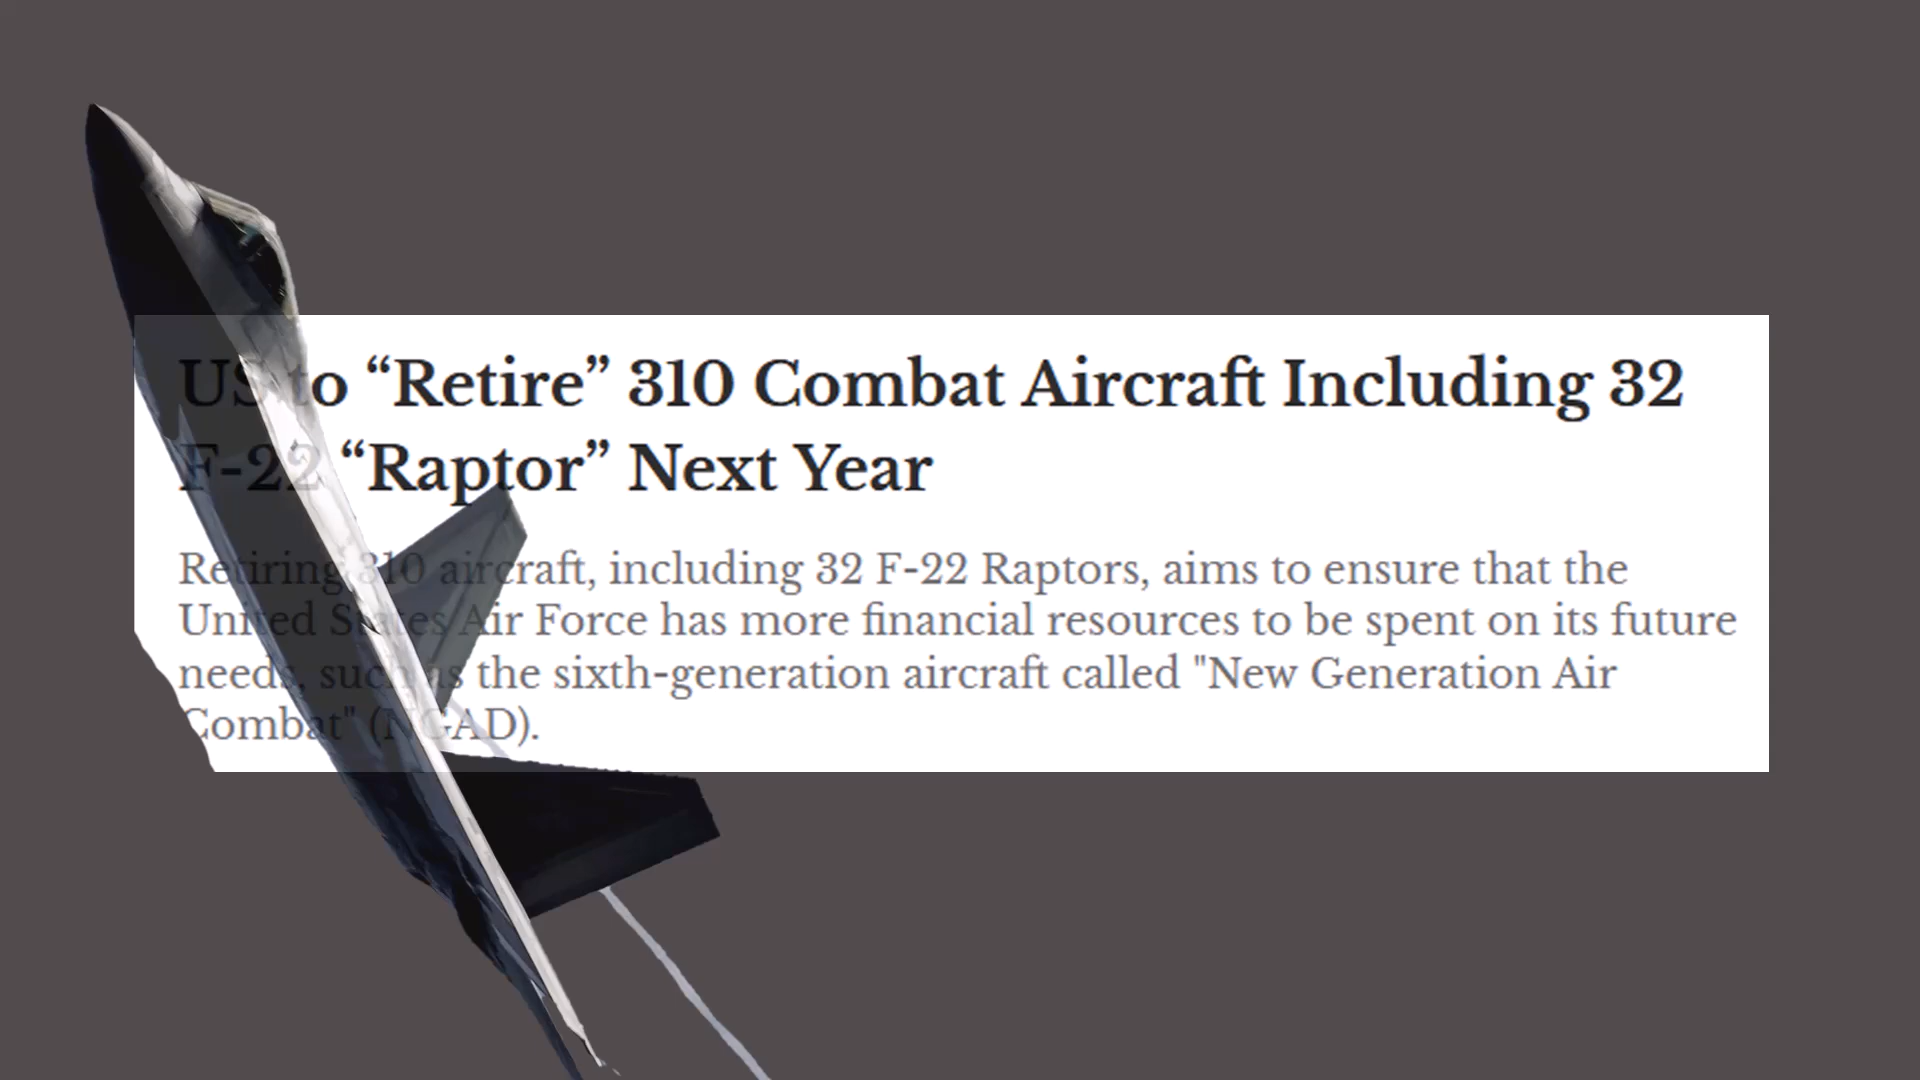 US to “Retire” 310 Combat Aircraft Including 32
F-22 “Raptor” Next Year
Retiring 310 aircraft, including 32 F-22 Raptors, aims to ensure that the
United States Air Force has more financial resources to be spent on its future
needs, such as the sixth-generation aircraft called "New Generation Air
Combat" (NGAD).